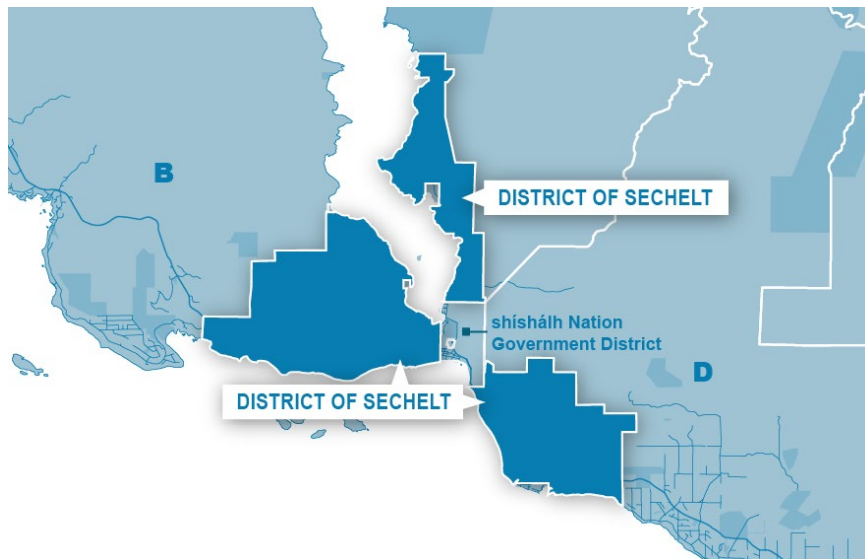 B
DISTRICT OF SECHELT
shíshálh Nation
Government District
D
DISTRICT OF SECHELT